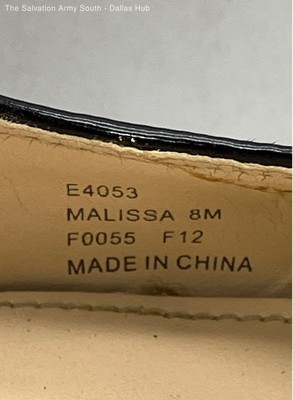 The Salvation Army South - Dallas Hub
E4053
MALISSA 8M
F0055 F12
MADE IN CHINA